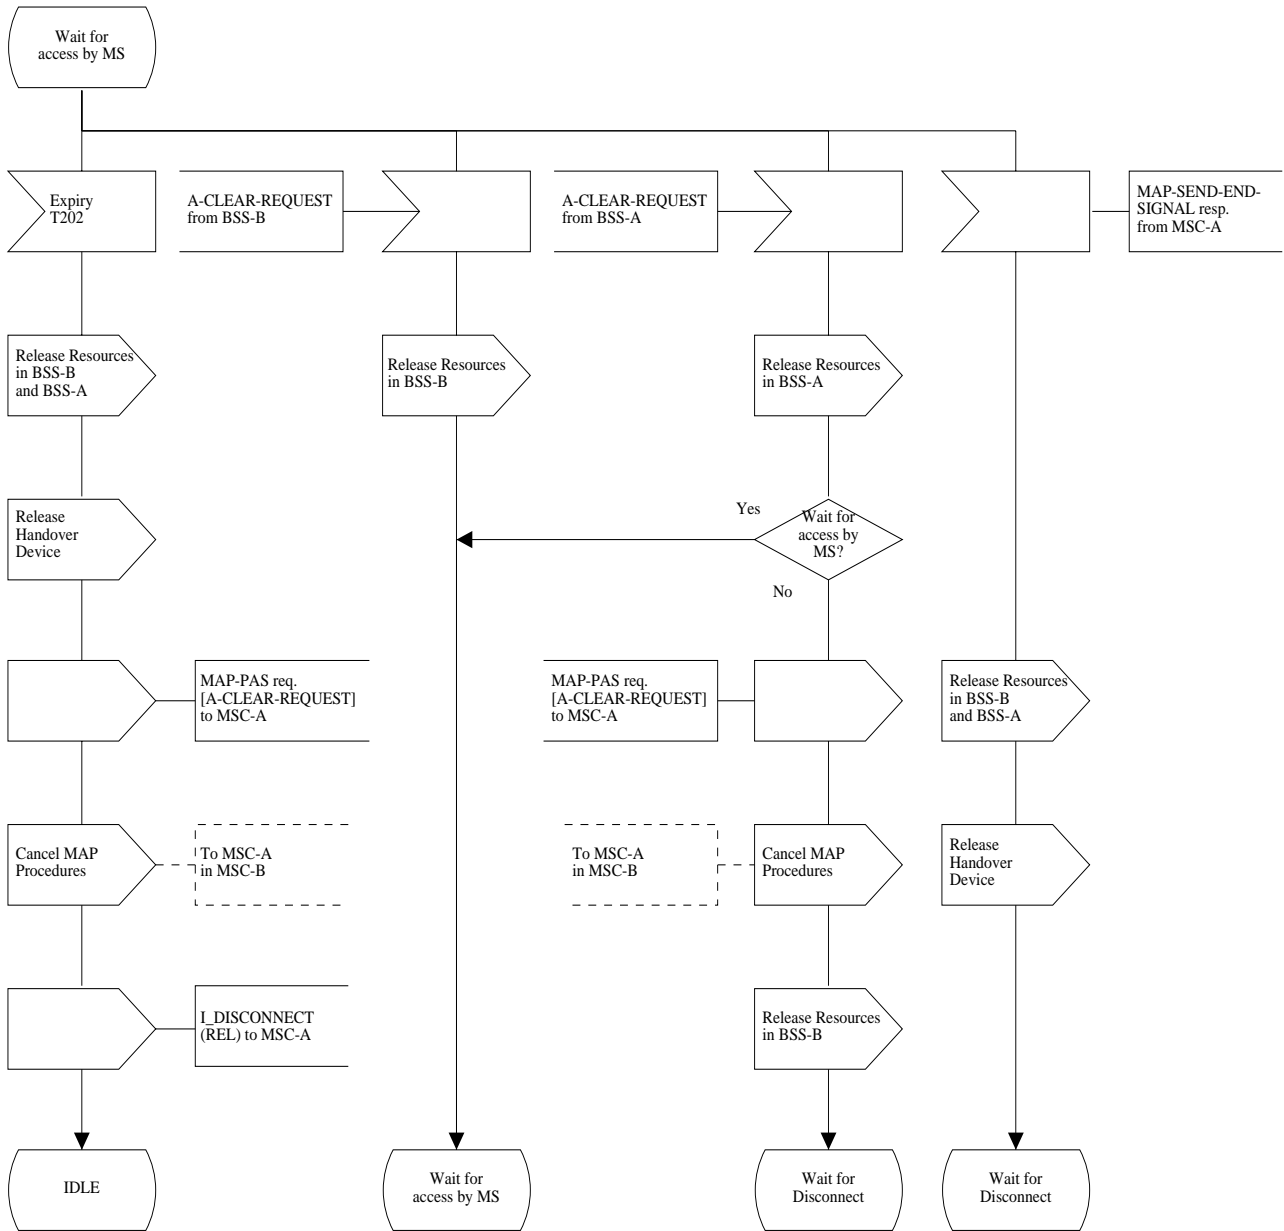 Wait for
access by MS
Expiry
T202
A-CLEAR-REQUEST
from BSS-B
A-CLEAR-REQUEST
from BSS-A
MAP-SEND-END-
SIGNAL resp.
from MSC-A
Release Resources
in BSS-B
and BSS-A
Release Resources
in BSS-B
Release Resources
in BSS-A
Release
Handover
Device
Yes
Wait for
access by
MS?
No
MAP-PAS req.
[A-CLEAR-REQUEST]
to MSC-A
MAP-PAS req.
[A-CLEAR-REQUEST]
to MSC-A
Release Resources
in BSS-B
and BSS-A
Cancel MAP
Procedures
To MSC-A
in MSC-B
To MSC-A
in MSC-B
Cancel MAP
Procedures
Release
Handover
Device
I_DISCONNECT
(REL) to MSC-A
Release Resources
in BSS-B
IDLE
Wait for
access by MS
Wait for
Disconnect
Wait for
Disconnect